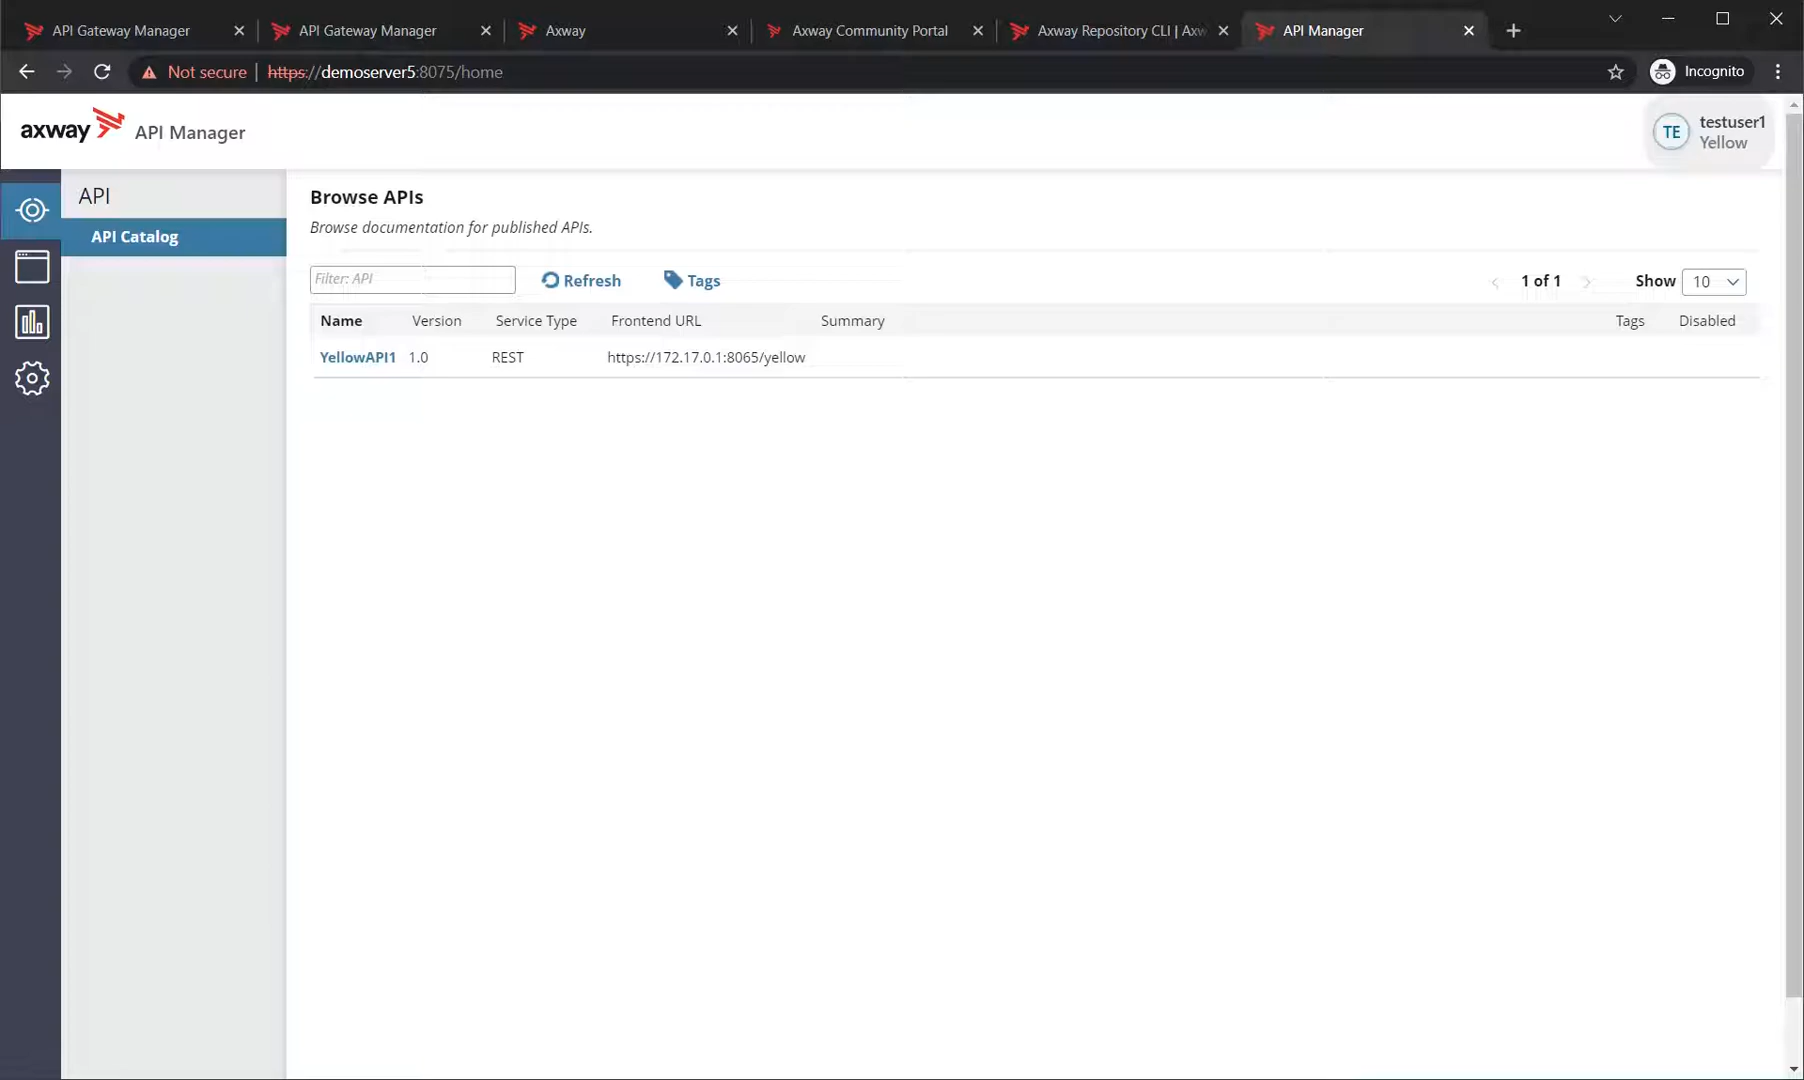 API Gateway Manager
API Gateway Manager
Axway
Axway Community Portal
Axway Repository CLI | Axw
API Manager
Not secure | https://demoserver5:8075/home
Incognito
axway API Manager
TE
testuser1
Yellow
API
API Catalog
Browse APIs
Browse documentation for published APIs.
Filter: API
Refresh
Tags
1 of 1
Show 10
Name Version Service Type Frontend URL Summary Tags Disabled
YellowAPI1 1.0 REST https://172.17.0.1:8065/yellow